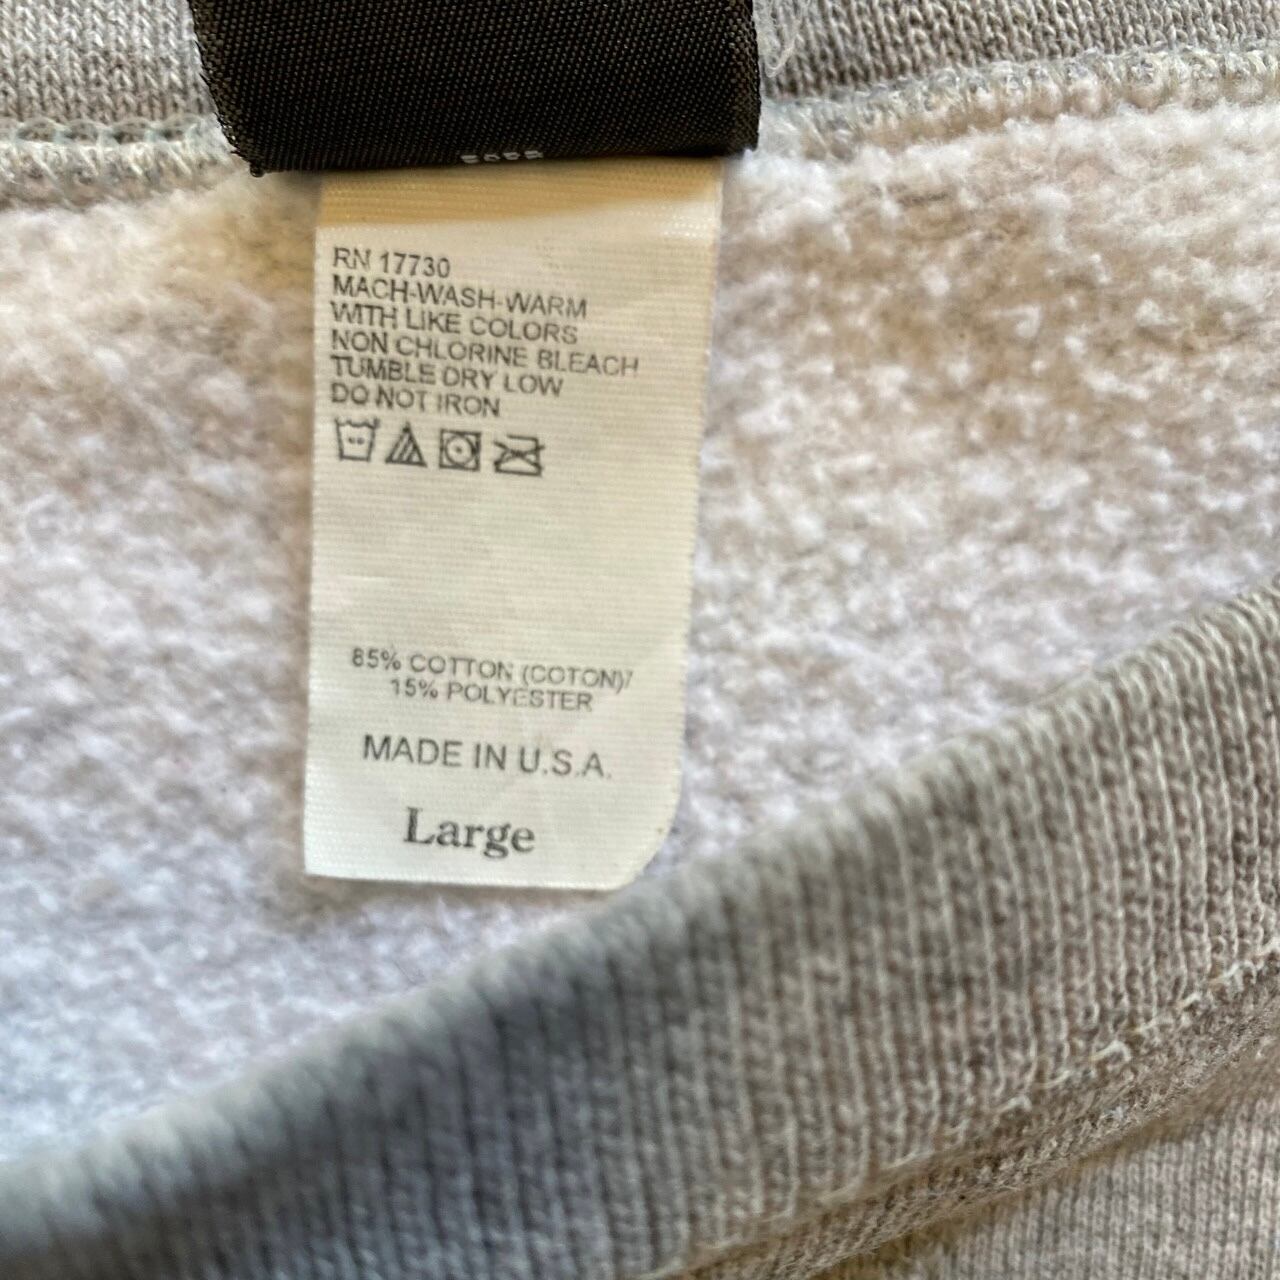 RN 17730
MACH-WASH-WARM
WITH LIKE COLORS
NON CHLORINE BLEACH
TUMBLE DRY LOW
DO NOT IRON
85% COTTON (COTON)/
15% POLYESTER
MADE IN U.S.A.
Large